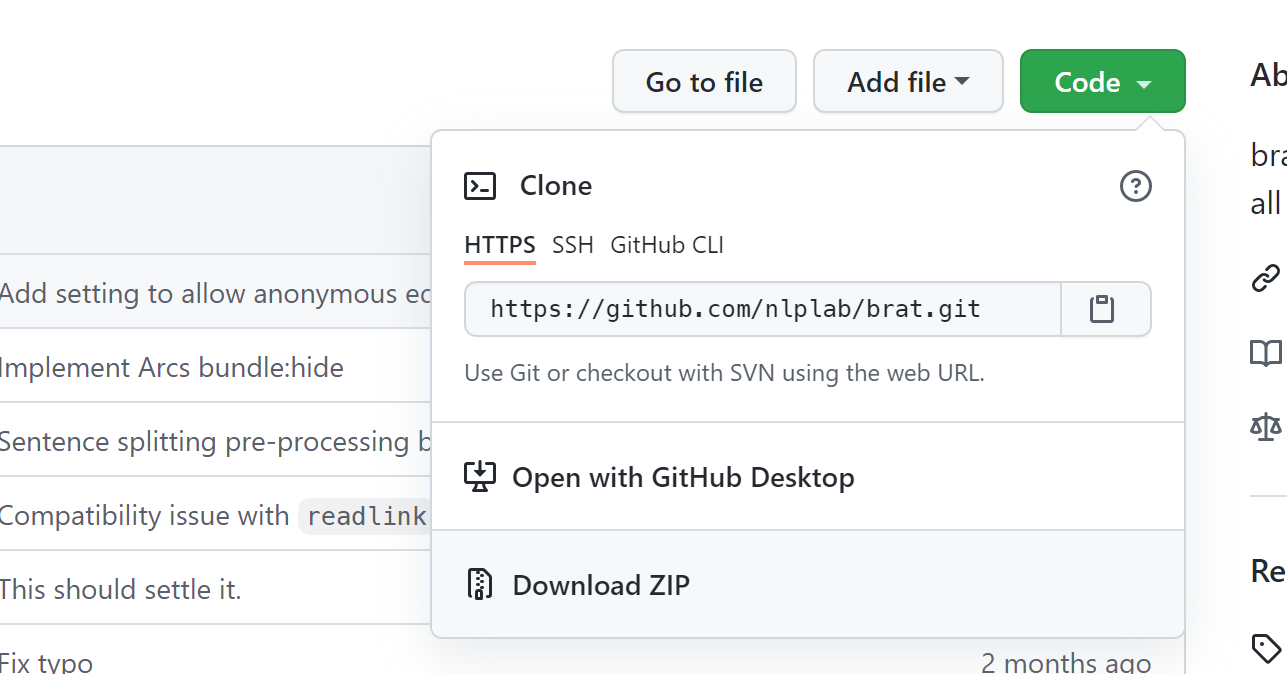 Go to file
Add file
Code
Ab
Clone
bra
all
HTTPS SSH GitHub CLI
https://github.com/nlplab/brat.git
Use Git or checkout with SVN using the web URL.
Open with GitHub Desktop
Download ZIP
Add setting to allow anonymous ed
Implement Arcs bundle:hide
Sentence splitting pre-processing b
Compatibility issue with readlink
This should settle it.
Fix typo
2 months ago
Re